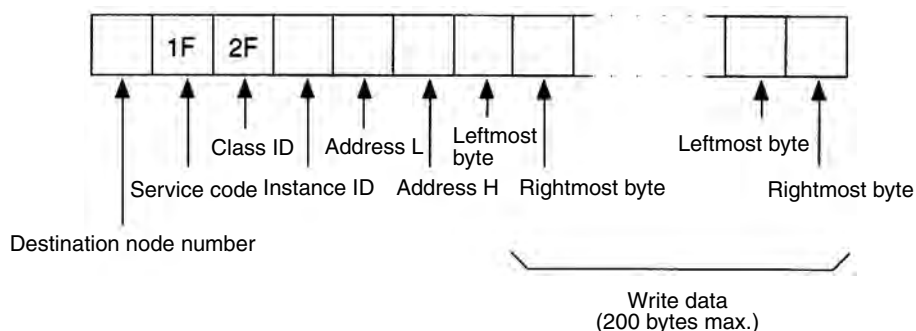 1F 2F
Class ID Address L Leftmost byte Leftmost byte
Service code Instance ID Address H Rightmost byte Rightmost byte
Destination node number
Write data
(200 bytes max.)